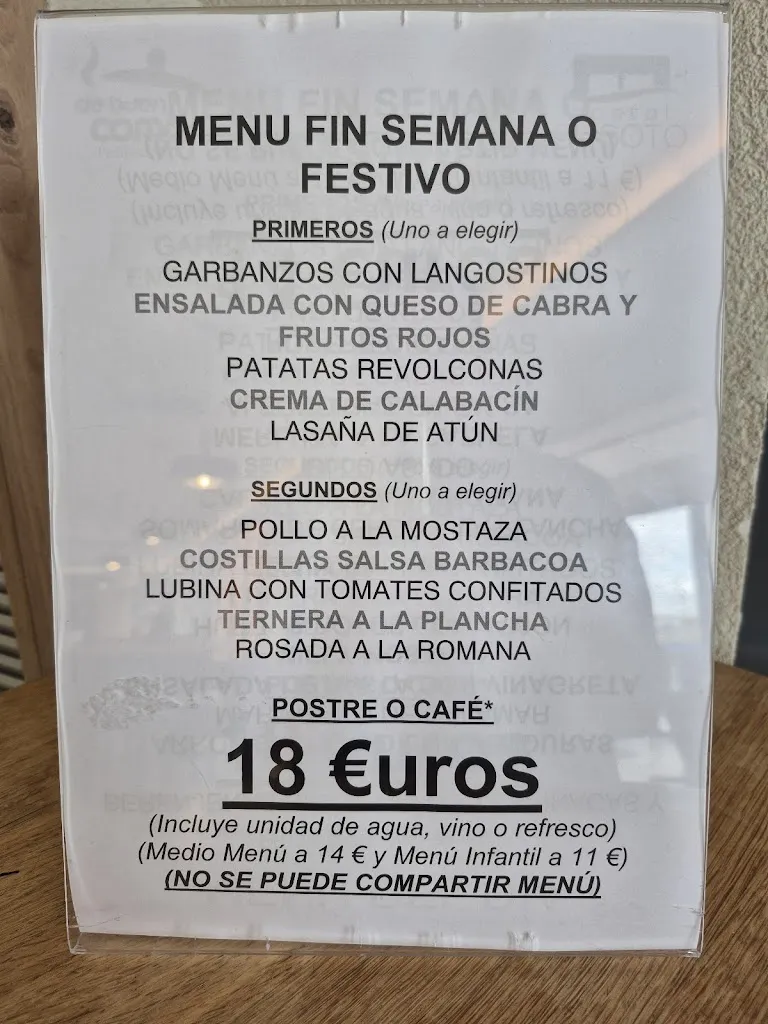 MENU FIN SEMANA O
FESTIVO
PRIMEROS (Uno a elegir)
GARBANZOS CON LANGOSTINOS
ENSALADA CON QUESO DE CABRA Y
FRUTOS ROJOS
PATATAS REVOLCONAS
CREMA DE CALABACÍN
LASAÑA DE ATÚN
SEGUNDOS (Uno a elegir)
POLLO A LA MOSTAZA
COSTILLAS SALSA BARBACOA
LUBINA CON TOMATES CONFITADOS
TERNERA A LA PLANCHA
ROSADA A LA ROMANA
POSTRE O CAFÉ*
18 €uros
(Incluye unidad de agua, vino o refresco)
(Medio Menú a 14 € y Menú Infantil a 11 €)
(NO SE PUEDE COMPARTIR MENÚ)